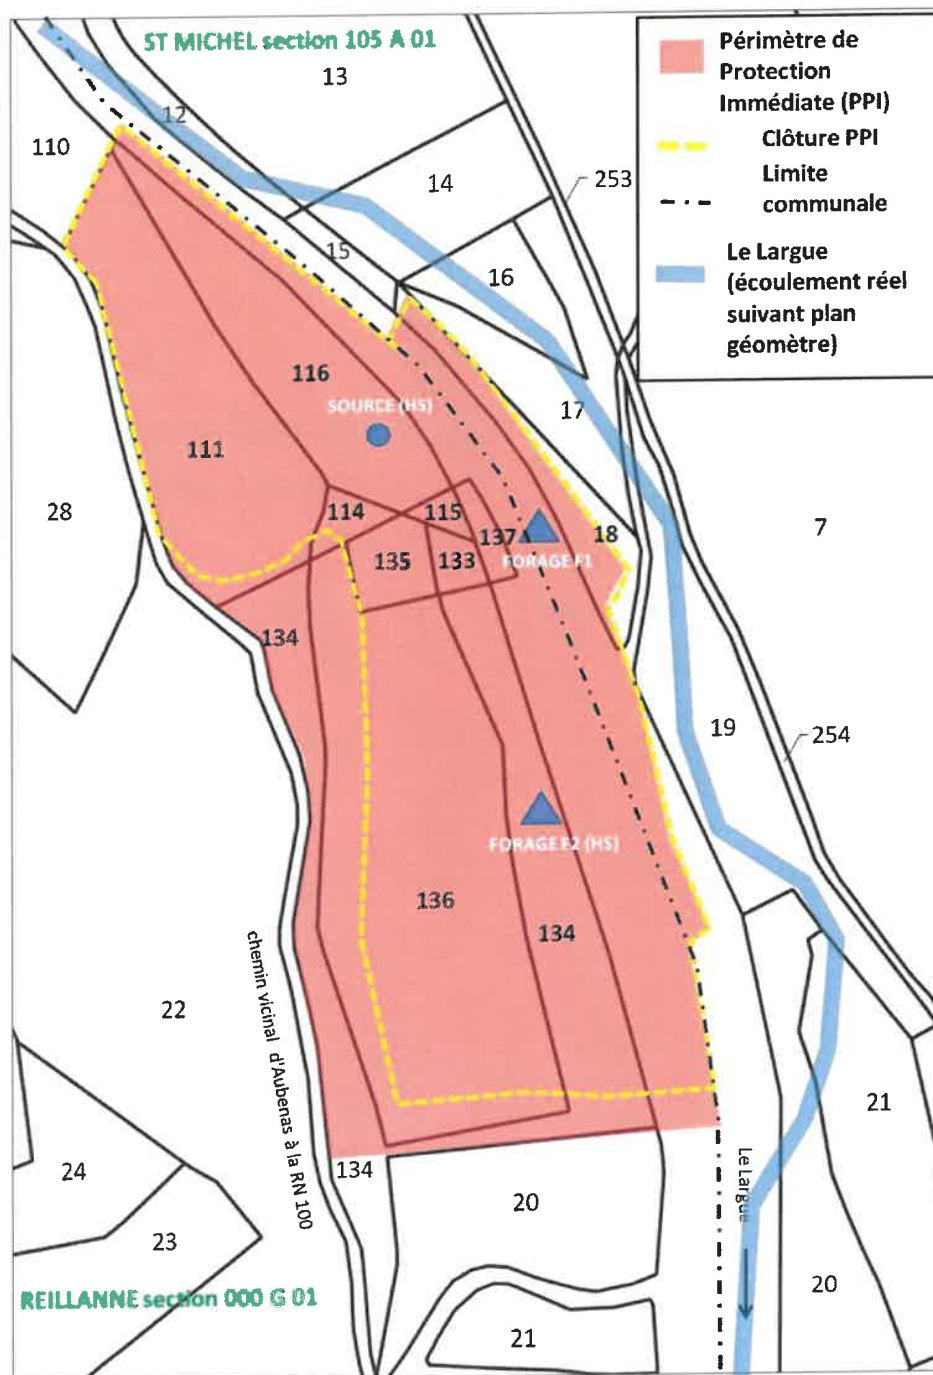 ST MICHEL section 105 A 01
Périmètre de
Protection
Immédiate (PPI)
Clôture PPI
Limite
communale
Le Largue
(écoulement réel
suivant plan
géomètre)
13
12
110
14
253
15
16
116
SOURCE (HS)
17
111
28
114
115
137
18
7
135
133
FORAGE F1
134
19
254
FORAGE F2 (HS)
136
134
22
chemin vicinal d'Aubenas à la RN 100
21
24
134
Le Largue
20
23
20
REILLANNE section 000 G 01
21